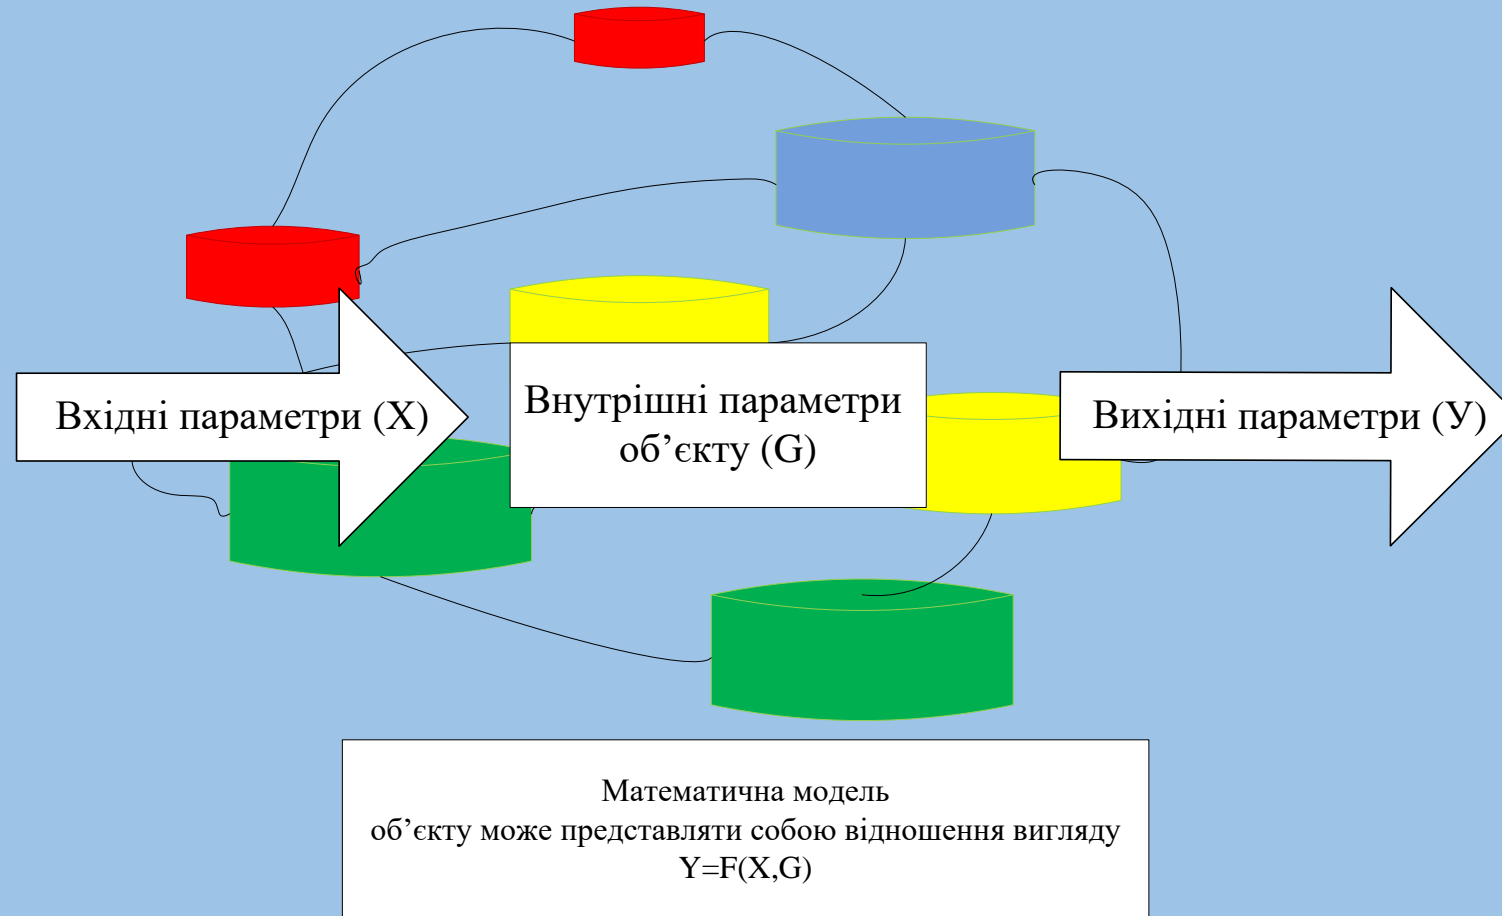 Вхідні параметри (X)
Внутрішні параметри
об’єкту (G)
Вихідні параметри (У)
Математична модель
об’єкту може представляти собою відношення вигляду
Y=F(X,G)